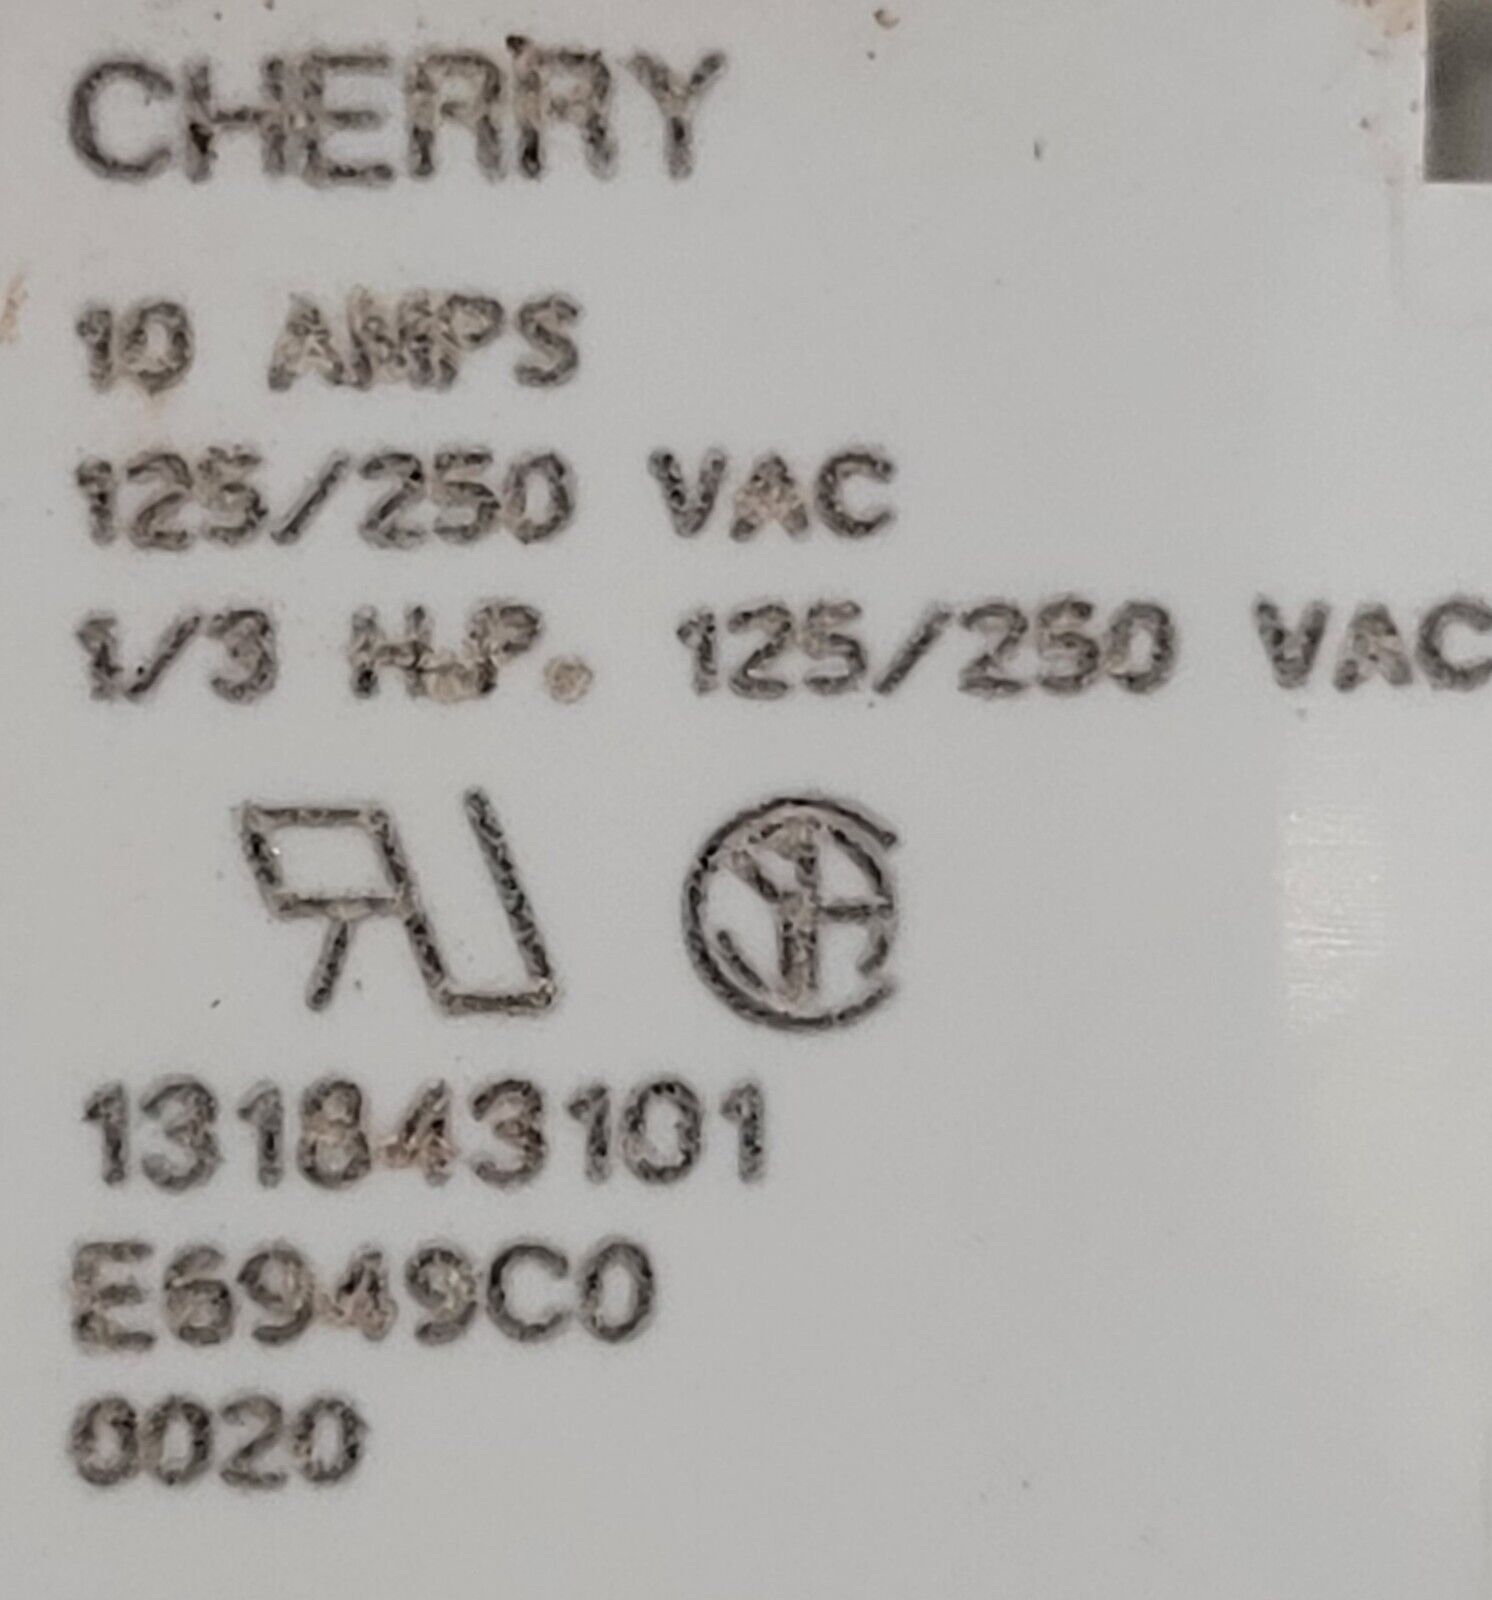 CHERRY
10 AMPS
125/250 VAC
1/3 H.P. 125/250 VAC
131843101
E6949C0
0020